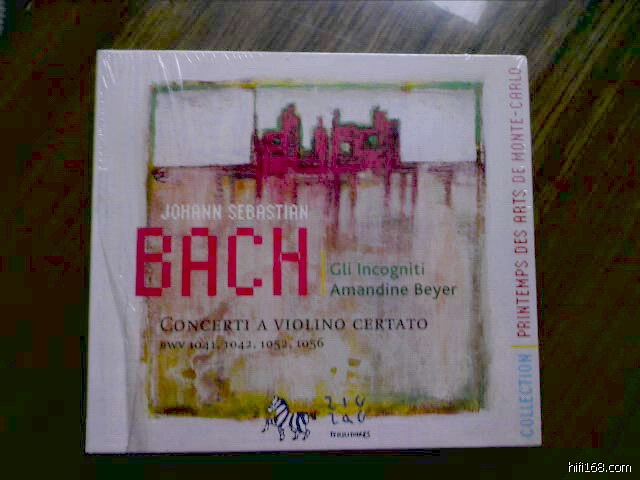 JOHANN SEBASTIAN
BACH
Gli Incogniti
Amandine Beyer
CONCERTI A VIOLINO CERTATO
BWV 1041, 1042, 1052, 1056
ZIG
ZAG
TERRITOIRES
COLLECTION | PRINTEMPS DES ARTS DE MONTE-CARLO
hifi168.com